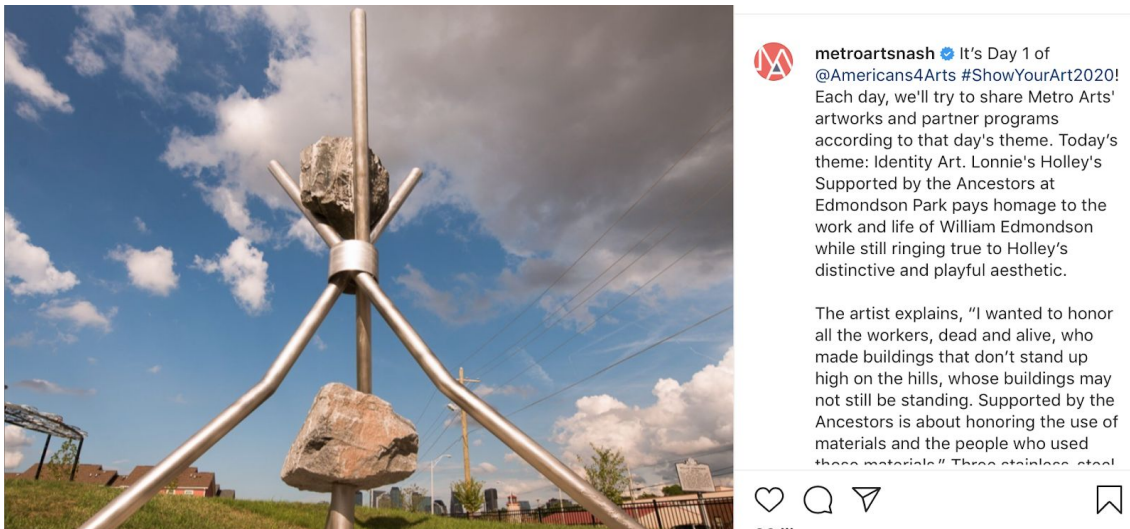 metroartsnash It’s Day 1 of
@Americans4Arts #ShowYourArt2020!
Each day, we'll try to share Metro Arts'
artworks and partner programs
according to that day's theme. Today’s
theme: Identity Art. Lonnie's Holley's
Supported by the Ancestors at
Edmondson Park pays homage to the
work and life of William Edmondson
while still ringing true to Holley’s
distinctive and playful aesthetic.
The artist explains, “I wanted to honor
all the workers, dead and alive, who
made buildings that don’t stand up
high on the hills, whose buildings may
not still be standing. Supported by the
Ancestors is about honoring the use of
materials and the people who used
those materials.” Three stainless-steel